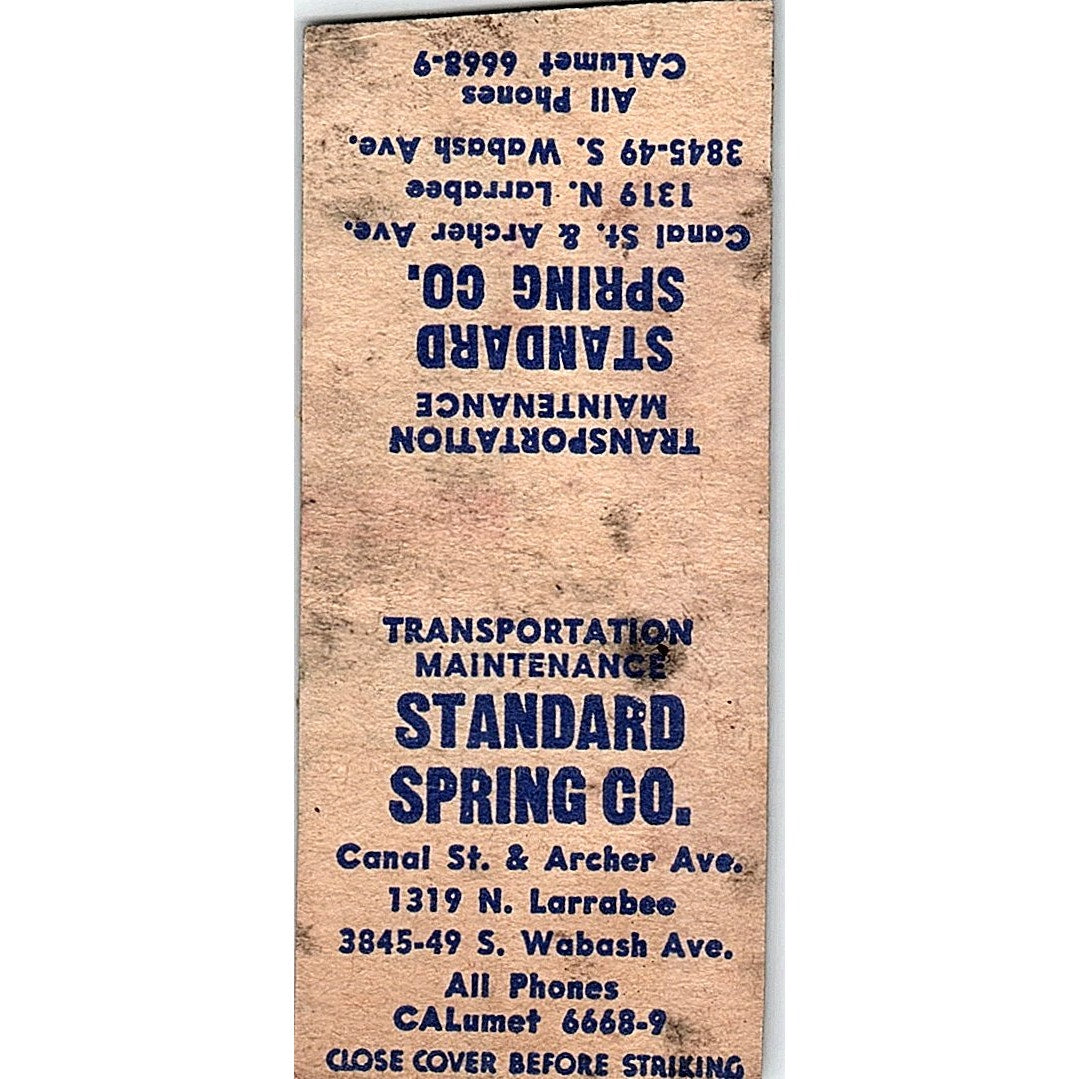 CALumet 6668-9
All Phones
3845-49 S. Wabash Ave.
1319 N. Larrabee
Canal St. & Archer Ave.
SPRING CO.
STANDARD
MAINTENANCE
TRANSPORTATION
TRANSPORTATION
MAINTENANCE
STANDARD
SPRING CO.
Canal St. & Archer Ave.
1319 N. Larrabee
3845-49 S. Wabash Ave.
All Phones
CALumet 6668-9
CLOSE COVER BEFORE STRIKING